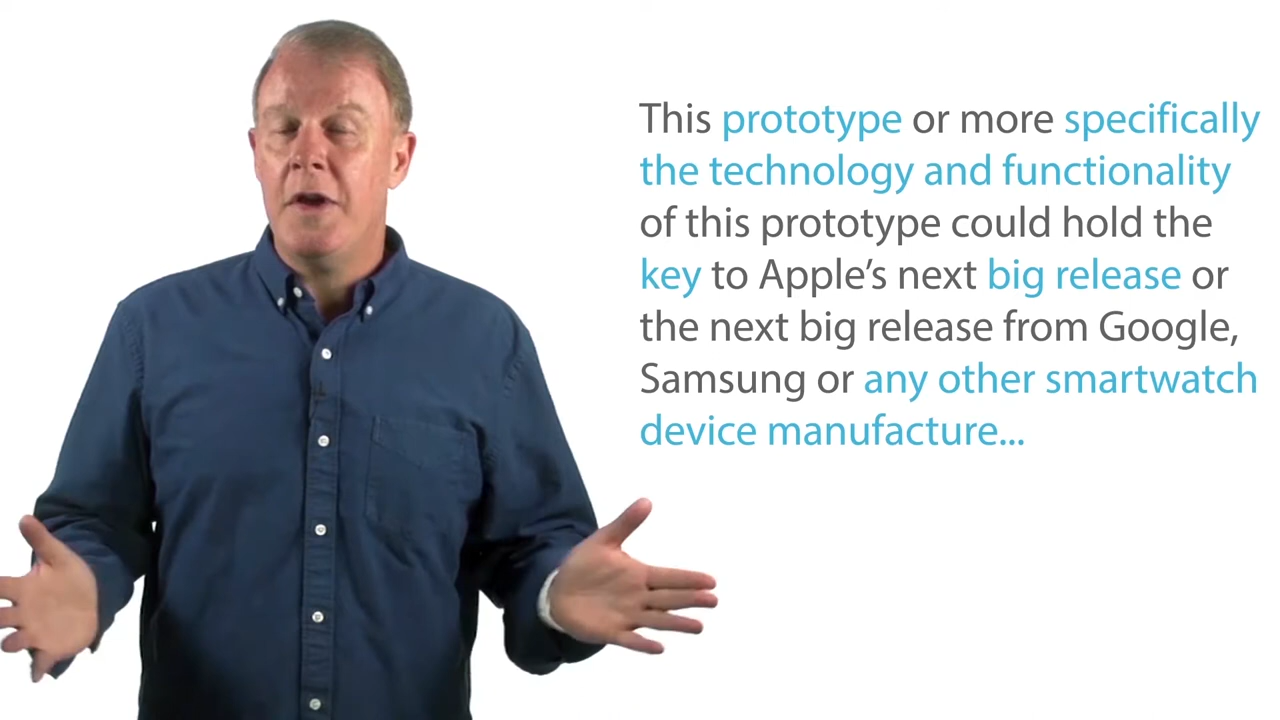 This prototype or more specifically
the technology and functionality
of this prototype could hold the
key to Apple’s next big release or
the next big release from Google,
Samsung or any other smartwatch
device manufacture...